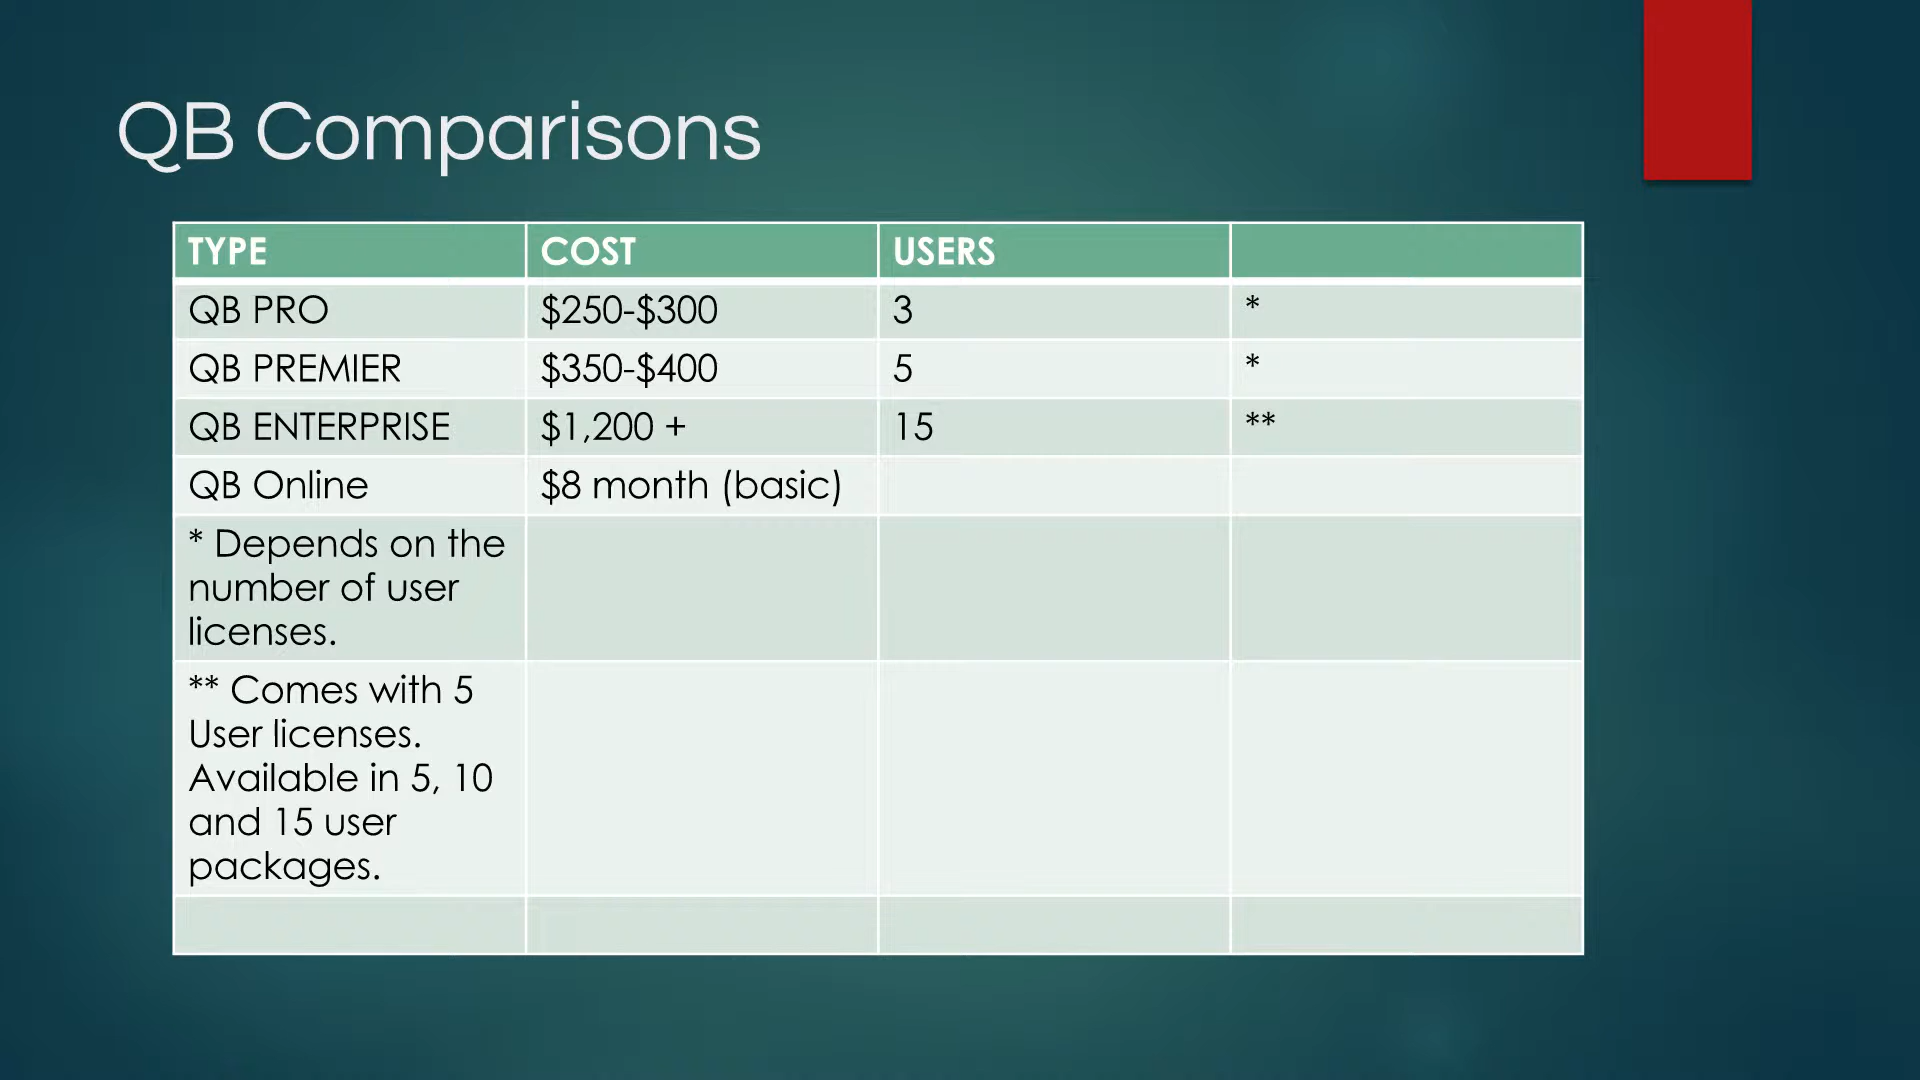 QB Comparisons
TYPE COST USERS
QB PRO $250-$300 3 *
QB PREMIER $350-$400 5 *
QB ENTERPRISE $1,200 + 15 **
QB Online $8 month (basic)
* Depends on the
number of user
licenses.
** Comes with 5
User licenses.
Available in 5, 10
and 15 user
packages.